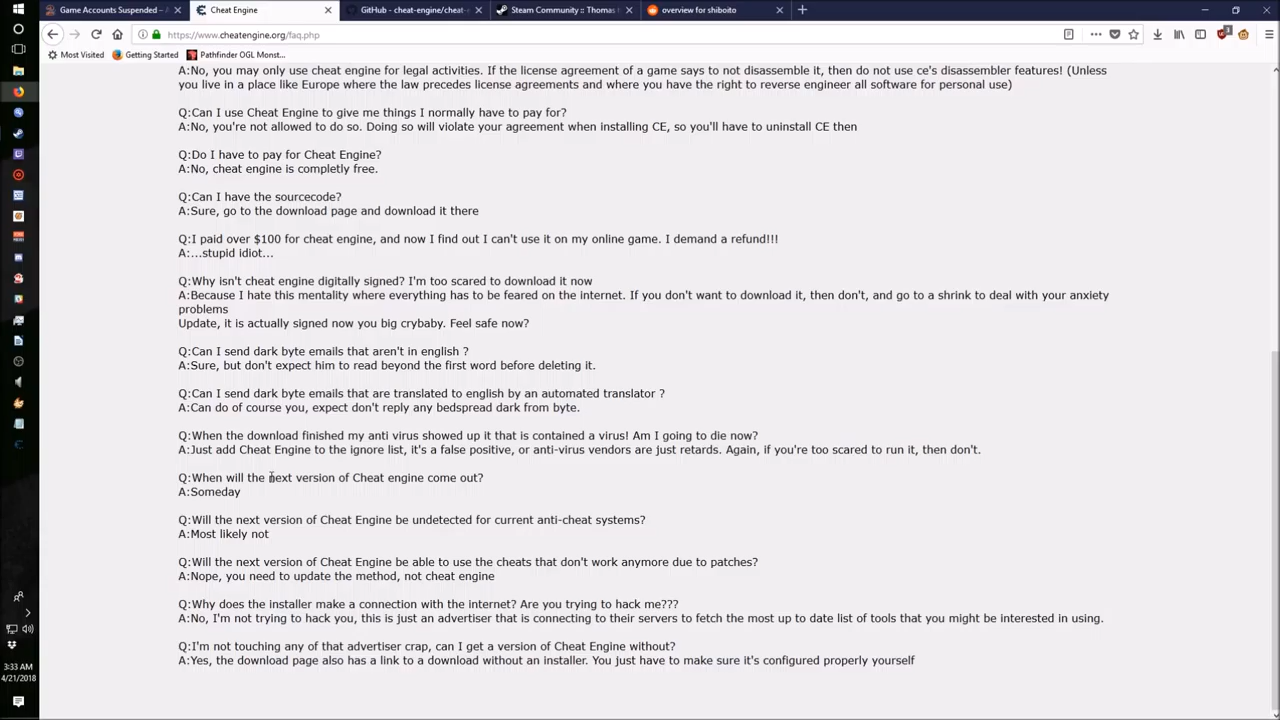 Game Accounts Suspended –
Cheat Engine
GitHub - cheat-engine/cheat-
Steam Community :: Thomas
overview for shiboito
https://www.cheatengine.org/faq.php
Most Visited
Getting Started
Pathfinder OGL Monst...
A:No, you may only use cheat engine for legal activities. If the license agreement of a game says to not disassemble it, then do not use ce's disassembler features! (Unless
you live in a place like Europe where the law precedes license agreements and where you have the right to reverse engineer all software for personal use)
Q:Can I use Cheat Engine to give me things I normally have to pay for?
A:No, you're not allowed to do so. Doing so will violate your agreement when installing CE, so you'll have to uninstall CE then
Q:Do I have to pay for Cheat Engine?
A:No, cheat engine is completly free.
Q:Can I have the sourcecode?
A:Sure, go to the download page and download it there
Q:I paid over $100 for cheat engine, and now I find out I can't use it on my online game. I demand a refund!!!
A:...stupid idiot...
Q:Why isn't cheat engine digitally signed? I'm too scared to download it now
A:Because I hate this mentality where everything has to be feared on the internet. If you don't want to download it, then don't, and go to a shrink to deal with your anxiety
problems
Update, it is actually signed now you big crybaby. Feel safe now?
Q:Can I send dark byte emails that aren't in english ?
A:Sure, but don't expect him to read beyond the first word before deleting it.
Q:Can I send dark byte emails that are translated to english by an automated translator ?
A:Can do of course you, expect don't reply any bedspread dark from byte.
Q:When the download finished my anti virus showed up it that is contained a virus! Am I going to die now?
A:Just add Cheat Engine to the ignore list, it's a false positive, or anti-virus vendors are just retards. Again, if you're too scared to run it, then don't.
Q:When will the next version of Cheat engine come out?
A:Someday
Q:Will the next version of Cheat Engine be undetected for current anti-cheat systems?
A:Most likely not
Q:Will the next version of Cheat Engine be able to use the cheats that don't work anymore due to patches?
A:Nope, you need to update the method, not cheat engine
Q:Why does the installer make a connection with the internet? Are you trying to hack me???
A:No, I'm not trying to hack you, this is just an advertiser that is connecting to their servers to fetch the most up to date list of tools that you might be interested in using.
Q:I'm not touching any of that advertiser crap, can I get a version of Cheat Engine without?
A:Yes, the download page also has a link to a download without an installer. You just have to make sure it's configured properly yourself
3:33 AM
4/21/2018